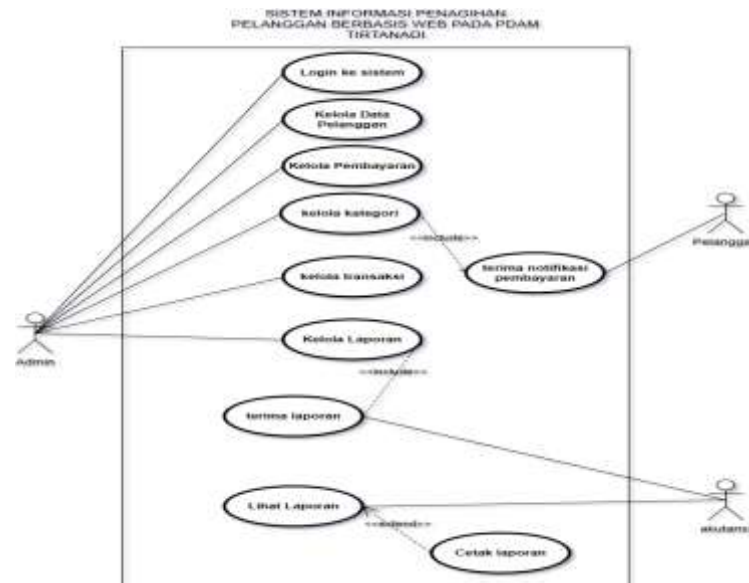 SISTEM INFORMASI PENAGIHAN
PELANGGAN BERBASIS WEB PADA PDAM
TIRTANADI
Login ke sistem
Kelola Data
Pelanggan
Kelola Pembayaran
kelola kategori
<<include>>
Pelangga
terima notifikasi
pembayaran
kelola transaksi
Admin
Kelola Laporan
<<include>>
terima laporan
Lihat Laporan
akutansi
<<extend>>
Cetak laporan